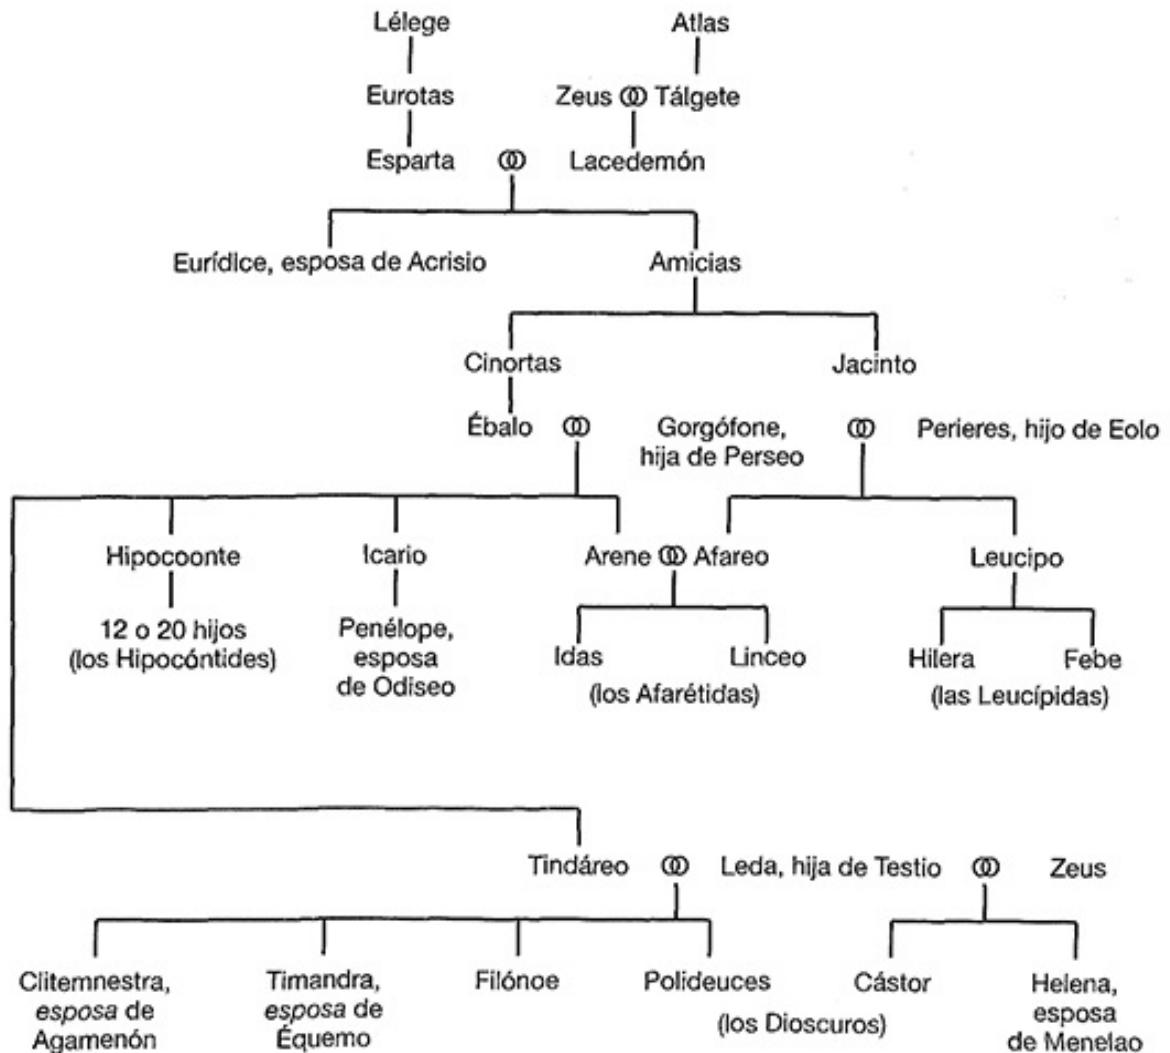 Lélege
Atlas
Eurotas
Zeus Tálgete
Esparta
Lacedemón
Eurídice, esposa de Acrisio
Amicias
Cinortas
Jacinto
Ébalo
Gorgófone,
hija de Perseo
Perieres, hijo de Eolo
Hipocoonte
Icario
Arene Afareo
Leucipo
12 o 20 hijos
(los Hipocóntides)
Penélope,
esposa
de Odiseo
Idas
Linceo
(los Afarétidas)
Hilera
Febe
(las Leucípidas)
Tindáreo
Leda, hija de Testio
Zeus
Clitemnestra,
esposa de
Agamenón
Timandra,
esposa de
Équemo
Filónoe
Polideuces
Cástor
(los Dioscuros)
Helena,
esposa
de Menelao